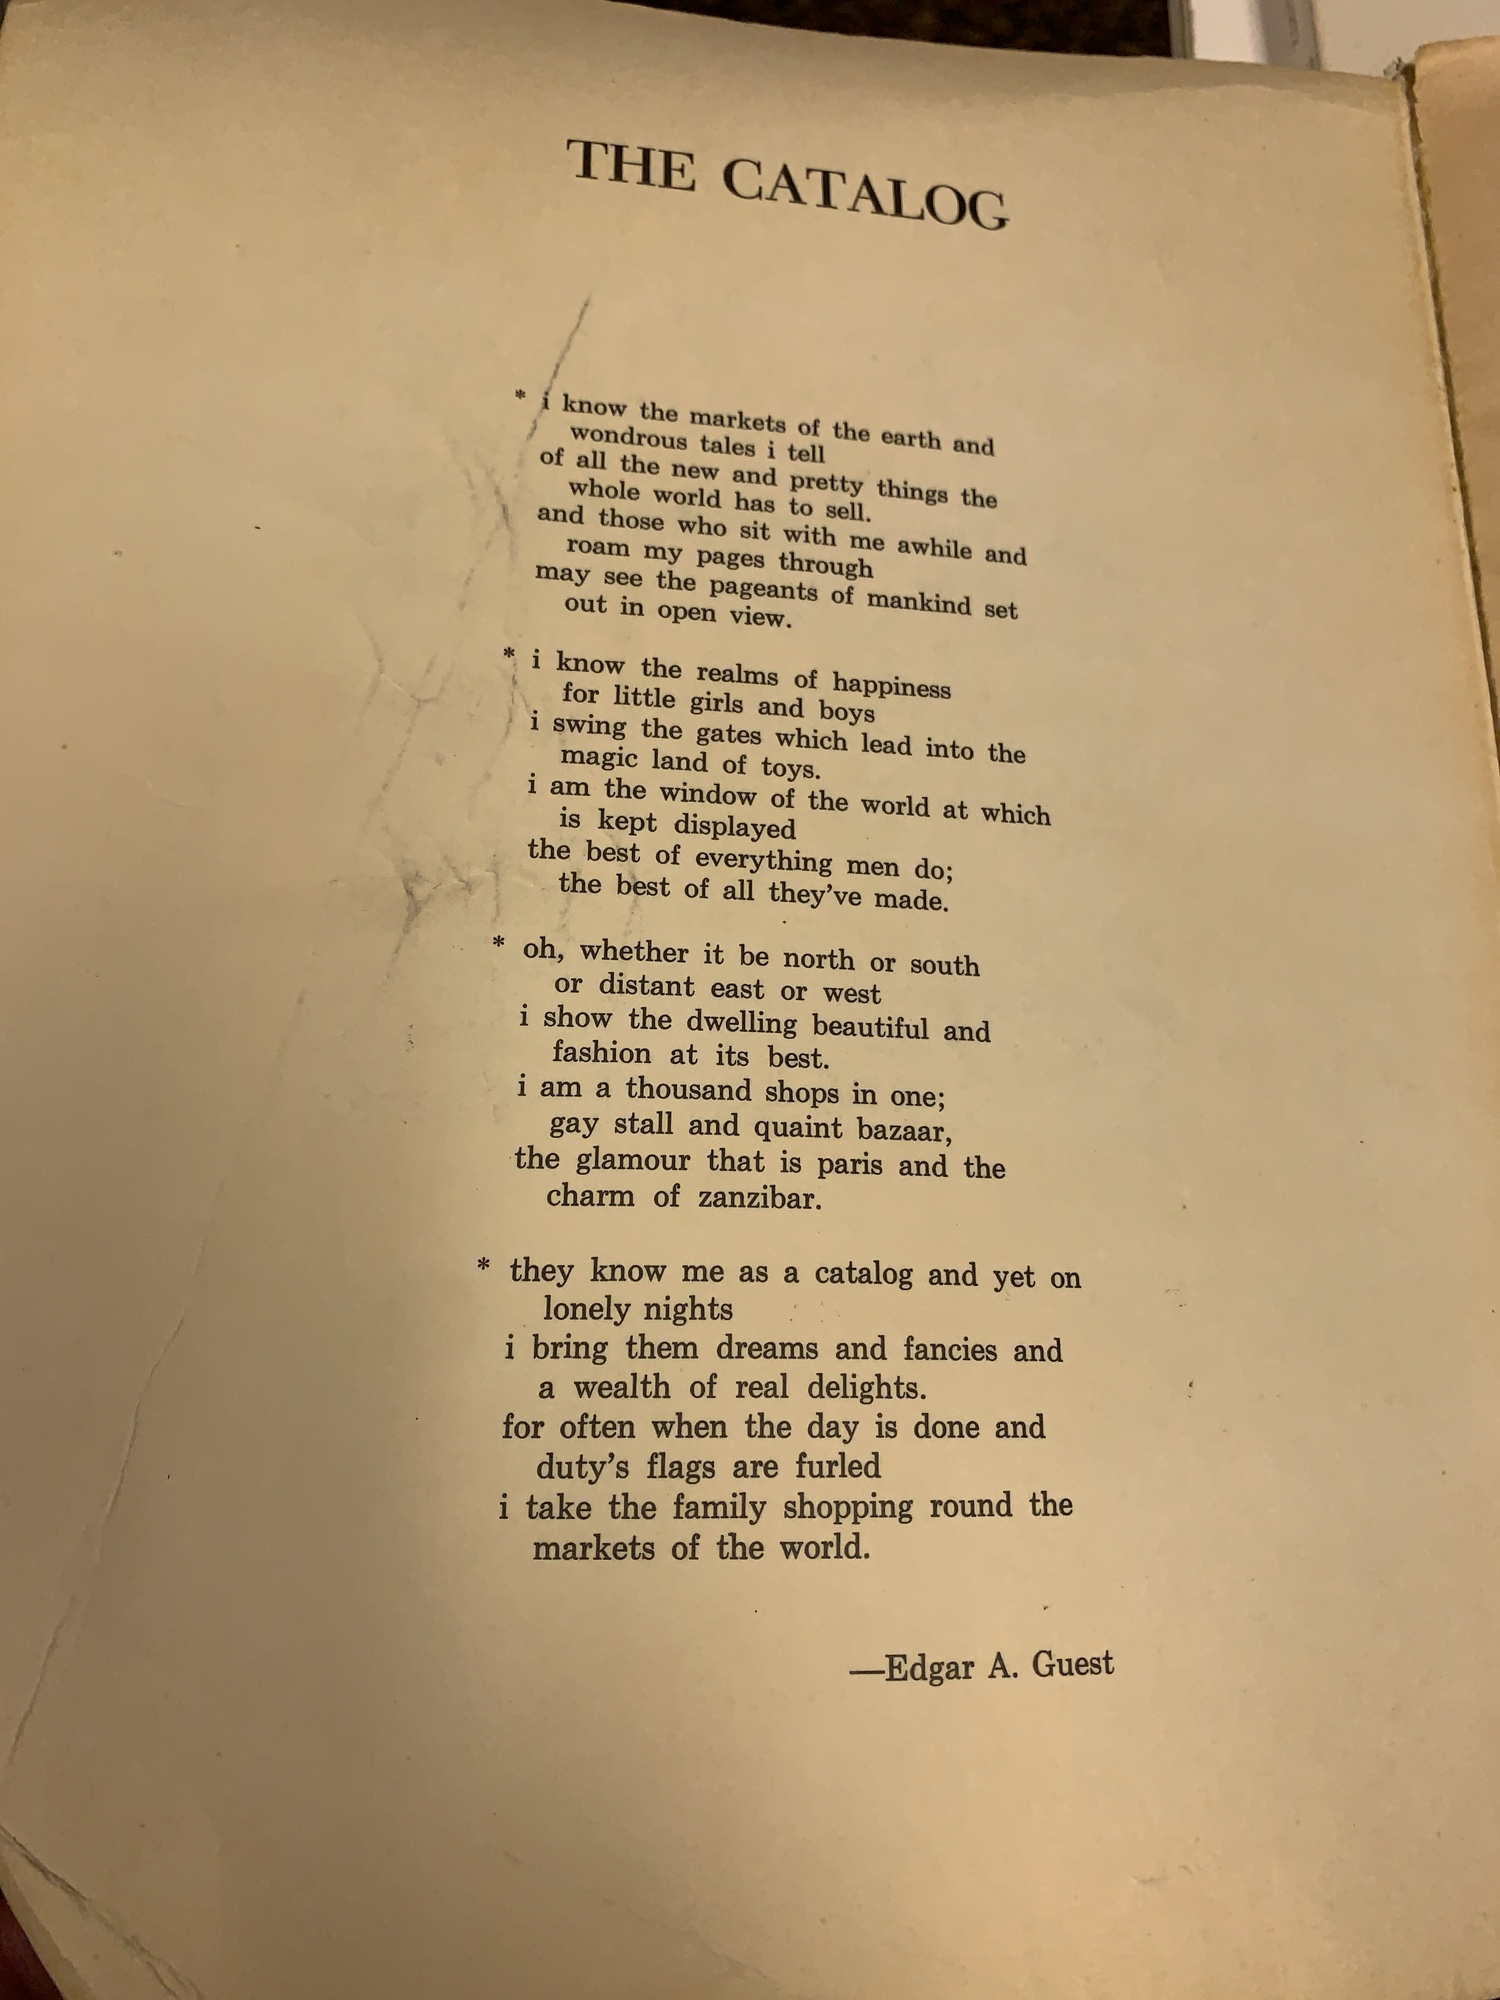 THE CATALOG
* i know the markets of the earth and
wondrous tales i tell
of all the new and pretty things the
whole world has to sell.
and those who sit with me awhile and
roam my pages through
may see the pageants of mankind set
out in open view.
* i know the realms of happiness
for little girls and boys
i swing the gates which lead into the
magic land of toys.
i am the window of the world at which
is kept displayed
the best of everything men do;
the best of all they've made.
* oh, whether it be north or south
or distant east or west
i show the dwelling beautiful and
fashion at its best.
i am a thousand shops in one;
gay stall and quaint bazaar,
the glamour that is paris and the
charm of zanzibar.
* they know me as a catalog and yet on
lonely nights
i bring them dreams and fancies and
a wealth of real delights.
for often when the day is done and
duty's flags are furled
i take the family shopping round the
markets of the world.
—Edgar A. Guest